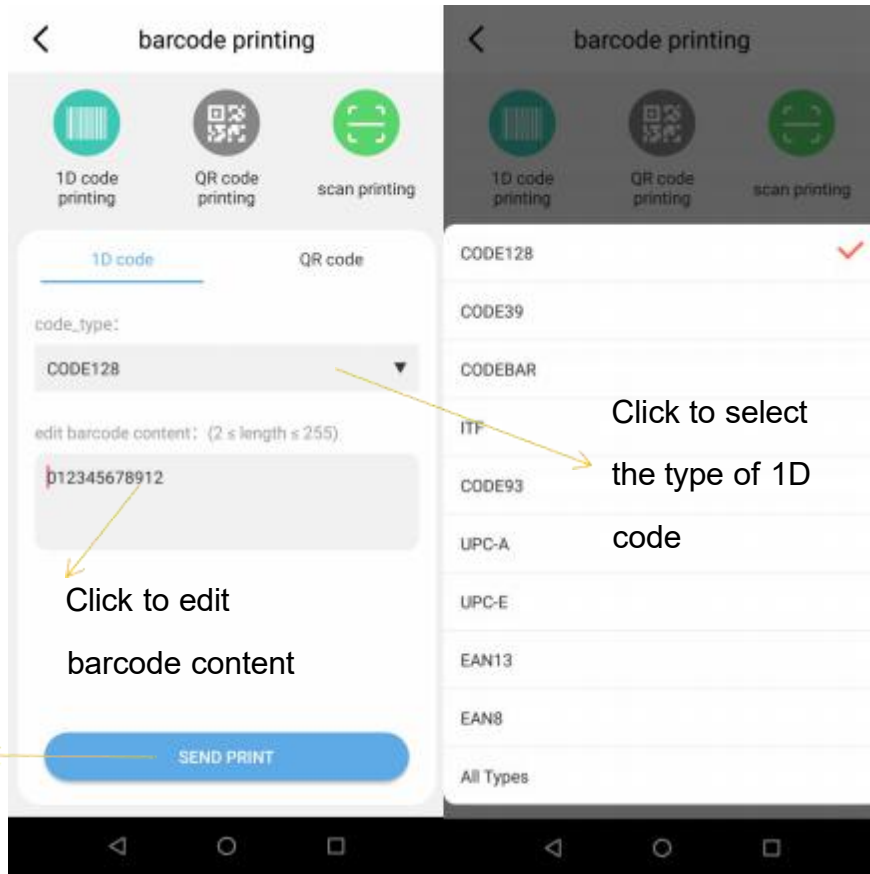 barcode printing
1D code
printing
QR code
printing
scan printing
1D code
QR code
code_type:
CODE128
edit barcode content: (2 ≤ length ≤ 255)
012345678912
Click to edit
barcode content
SEND PRINT
barcode printing
1D code
printing
QR code
printing
scan printing
CODE128
CODE39
CODEBAR
ITF
CODE93
UPC-A
UPC-E
EAN13
EAN8
All Types
Click to select
the type of 1D
code